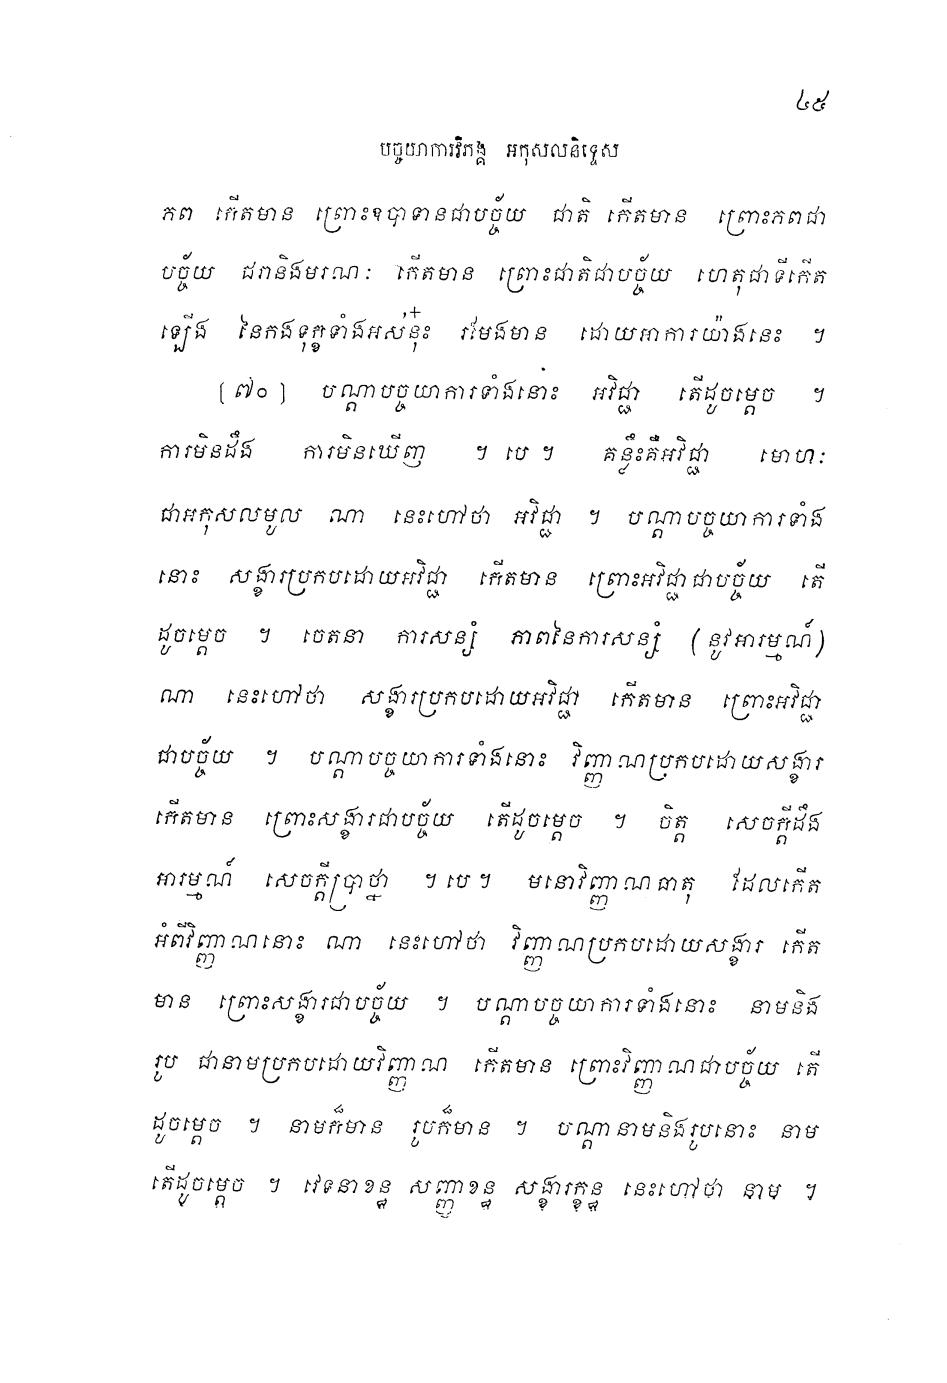 ៤៥
បច្ចយាការវិភង្គ អកុសលនិទ្ទេស
ភព កើតមាន ព្រោះឧបាទានជាបច្ច័យ ជាតិ កើតមាន ព្រោះភពជា
បច្ច័យ ជរានិងមរណៈ កើតមាន ព្រោះជាតិជាបច្ច័យ ហេតុជាទីកើត
ឡើង នៃកងទុក្ខទាំងអស់នុ៎ះ រមែងមាន ដោយអាការយ៉ាងនេះ ។
[៧០] បណ្តាបច្ចយាការទាំងនោះ អវិជ្ជា តើដូចម្តេច ។
ការមិនដឹង ការមិនឃើញ ។ បេ ។ គន្លឹះគឺអវិជ្ជា មោហៈ
ជាអកុសលមូល ណា នេះហៅថា អវិជ្ជា ។ បណ្តាបច្ចយាការទាំង
នោះ សង្ខារប្រកបដោយអវិជ្ជា កើតមាន ព្រោះអវិជ្ជាជាបច្ច័យ តើ
ដូចម្តេច ។ ចេតនា ការសន្សំ ភាពនៃការសន្សំ (នូវអារម្មណ៍)
ណា នេះហៅថា សង្ខារប្រកបដោយអវិជ្ជា កើតមាន ព្រោះអវិជ្ជា
ជាបច្ច័យ ។ បណ្តាបច្ចយាការទាំងនោះ វិញ្ញាណប្រកបដោយសង្ខារ
កើតមាន ព្រោះសង្ខារជាបច្ច័យ តើដូចម្តេច ។ ចិត្ត សេចក្តីដឹង
អារម្មណ៍ សេចក្តីប្រាថ្នា ។ បេ ។ មនោវិញ្ញាណធាតុ ដែលកើត
អំពីវិញ្ញាណនោះ ណា នេះហៅថា វិញ្ញាណប្រកបដោយសង្ខារ កើត
មាន ព្រោះសង្ខារជាបច្ច័យ ។ បណ្តាបច្ចយាការទាំងនោះ នាមនិង
រូប ជានាមប្រកបដោយវិញ្ញាណ កើតមាន ព្រោះវិញ្ញាណជាបច្ច័យ តើ
ដូចម្តេច ។ នាមក៏មាន រូបក៏មាន ។ បណ្តានាមនិងរូបនោះ នាម
តើដូចម្តេច ។ វេទនាខន្ធ សញ្ញាខន្ធ សង្ខារក្ខន្ធ នេះហៅថា នាម ។